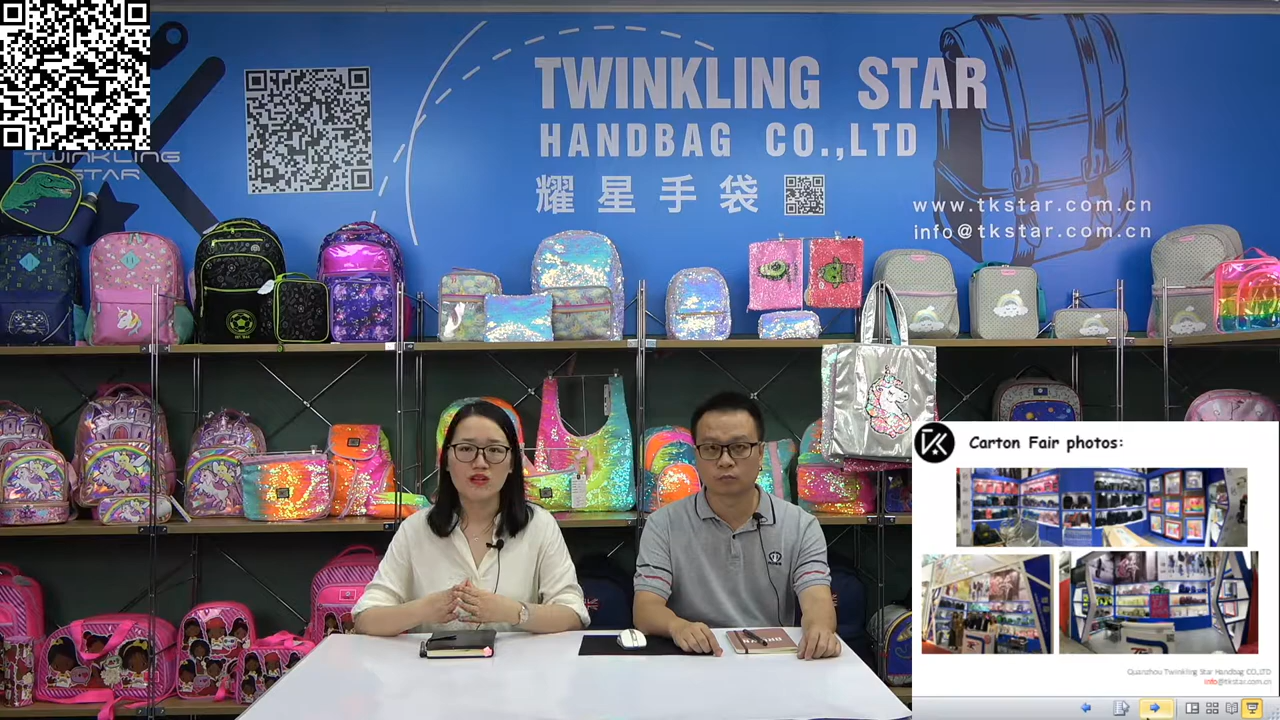 TWINKLING STAR
HANDBAG CO.,LTD
耀星手袋
www.tkstar.com.cn
info@tkstar.com.cn
TWINKLING
STAR
Carton Fair photos:
Quanzhou Twinkling Star Handbag CO,.LTD
info@tkstar.com.cn